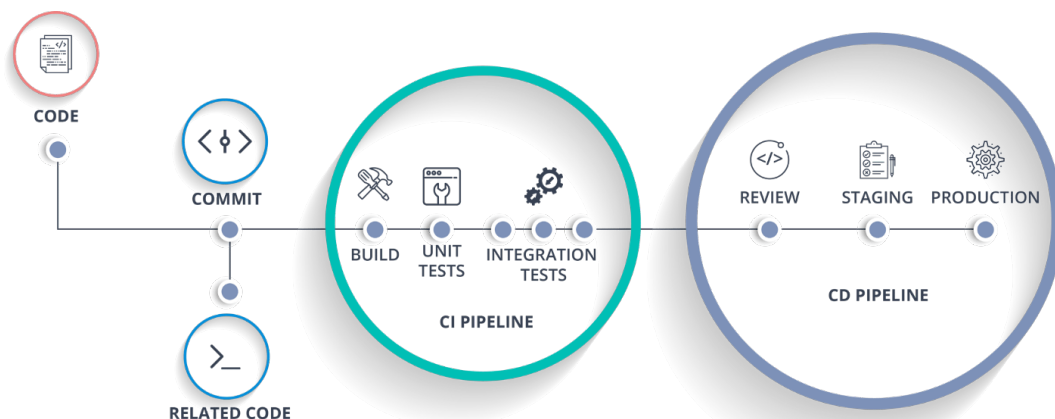 CODE
COMMIT
RELATED CODE
BUILD
UNIT
TESTS
INTEGRATION
TESTS
CI PIPELINE
REVIEW
STAGING
PRODUCTION
CD PIPELINE